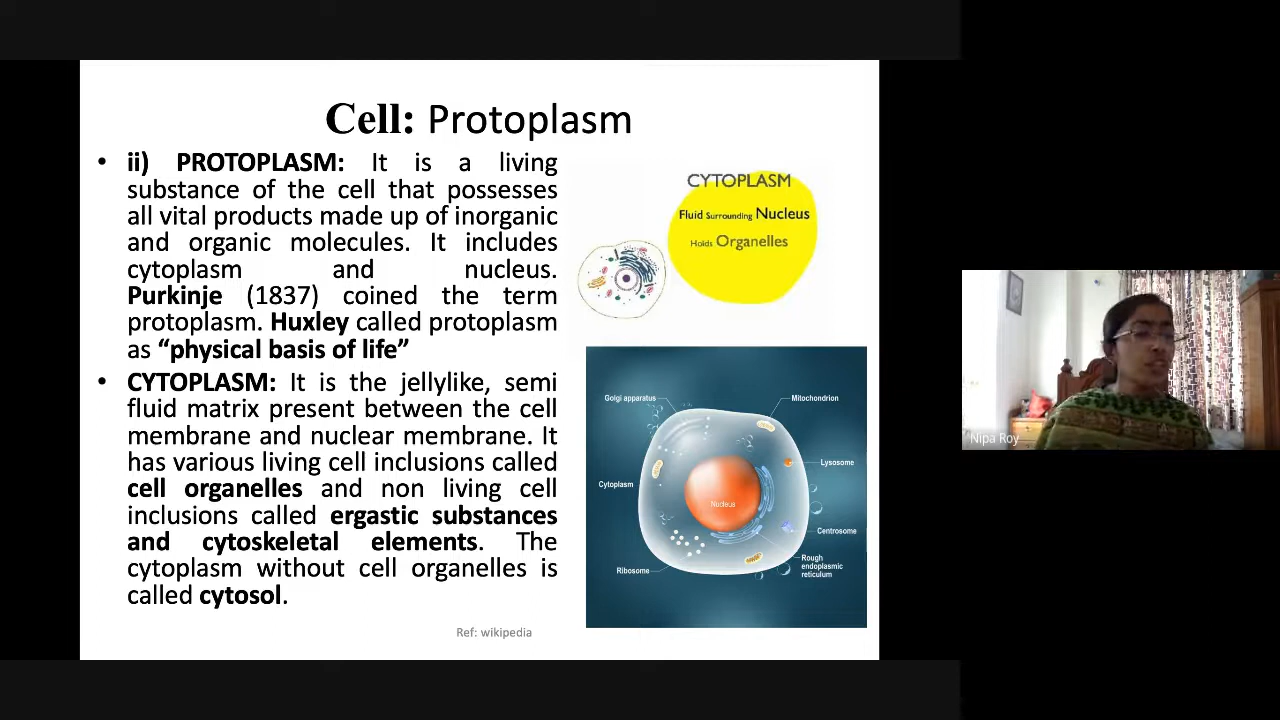 Cell: Protoplasm
• ii) PROTOPLASM: It is a living
substance of the cell that possesses
all vital products made up of inorganic
and organic molecules. It includes
cytoplasm and nucleus.
Purkinje (1837) coined the term
protoplasm. Huxley called protoplasm
as “physical basis of life”
• CYTOPLASM: It is the jellylike, semi
fluid matrix present between the cell
membrane and nuclear membrane. It
has various living cell inclusions called
cell organelles and non living cell
inclusions called ergastic substances
and cytoskeletal elements. The
cytoplasm without cell organelles is
called cytosol.
Ref: wikipedia
CYTOPLASM
Fluid Surrounding Nucleus
Holds Organelles
Golgi apparatus
Mitochondrion
Lysosome
Cytoplasm
Nucleus
Centrosome
Rough
endoplasmic
reticulum
Ribosome
Nipa Roy